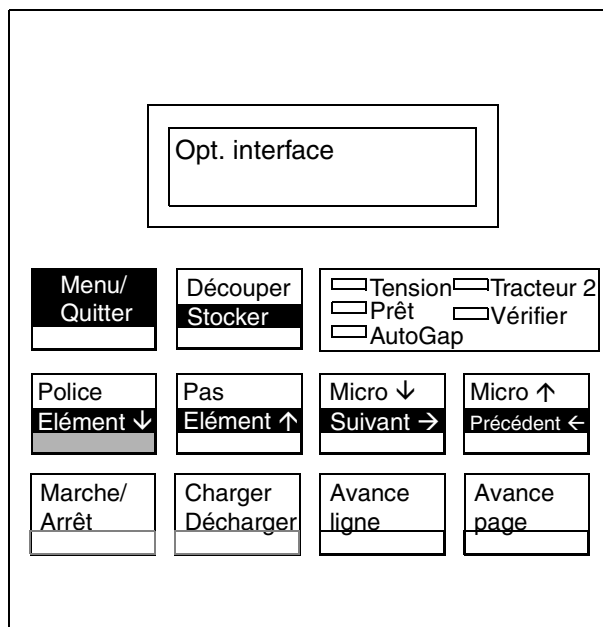 Opt. interface
Menu/
Quitter
Découper
Stocker
Tension Tracteur 2
Prêt Vérifier
AutoGap
Police
Elément ↓
Pas
Elément ↑
Micro ↓
Suivant →
Micro ↑
Précédent ←
Marche/
Arrêt
Charger
Décharger
Avance
ligne
Avance
page